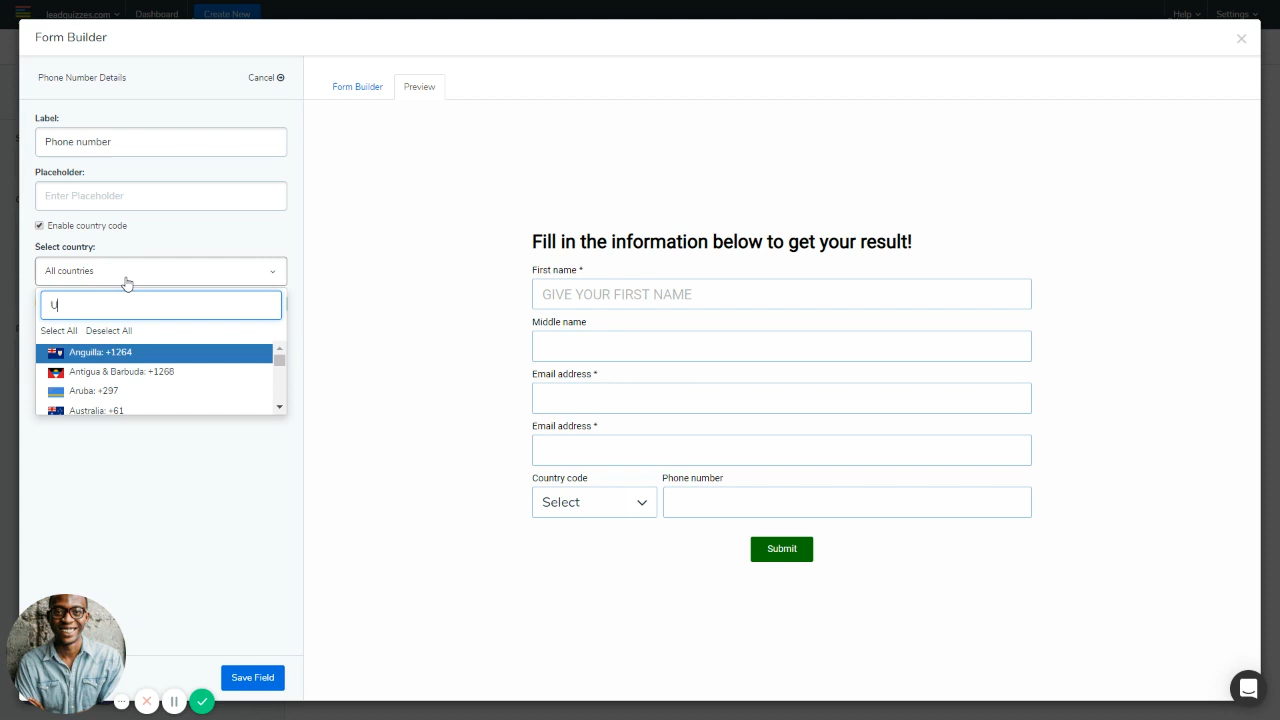 leadquizzes.com
Dashboard
Create New
Help
Settings
Form Builder
Phone Number Details
Cancel
Form Builder
Preview
Label:
Phone number
Placeholder:
Enter Placeholder
Enable country code
Select country:
All countries
U
Select All Deselect All
Anguilla: +1264
Antigua & Barbuda: +1268
Aruba: +297
Australia: +61
Save Field
Fill in the information below to get your result!
First name *
GIVE YOUR FIRST NAME
Middle name
Email address *
Email address *
Country code
Phone number
Select
Submit